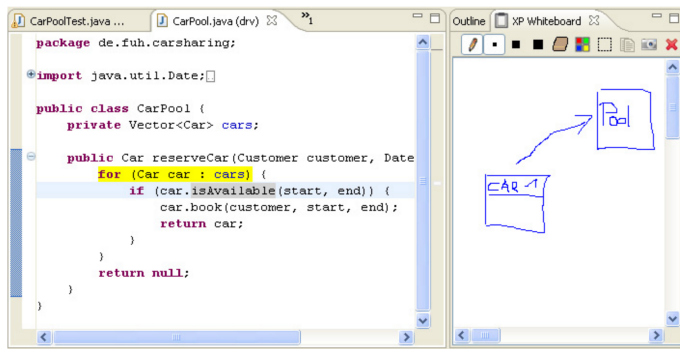 CarPoolTest.java ...
CarPool.java (drv)
»1
Outline
XP Whiteboard
package de.fuh.carsharing;
import java.util.Date;
public class CarPool {
private Vector<Car> cars;
public Car reserveCar(Customer customer, Date
for (Car car : cars) {
if (car.isAvailable(start, end)) {
car.book(customer, start, end);
return car;
}
}
return null;
}
}
Pool
CAR